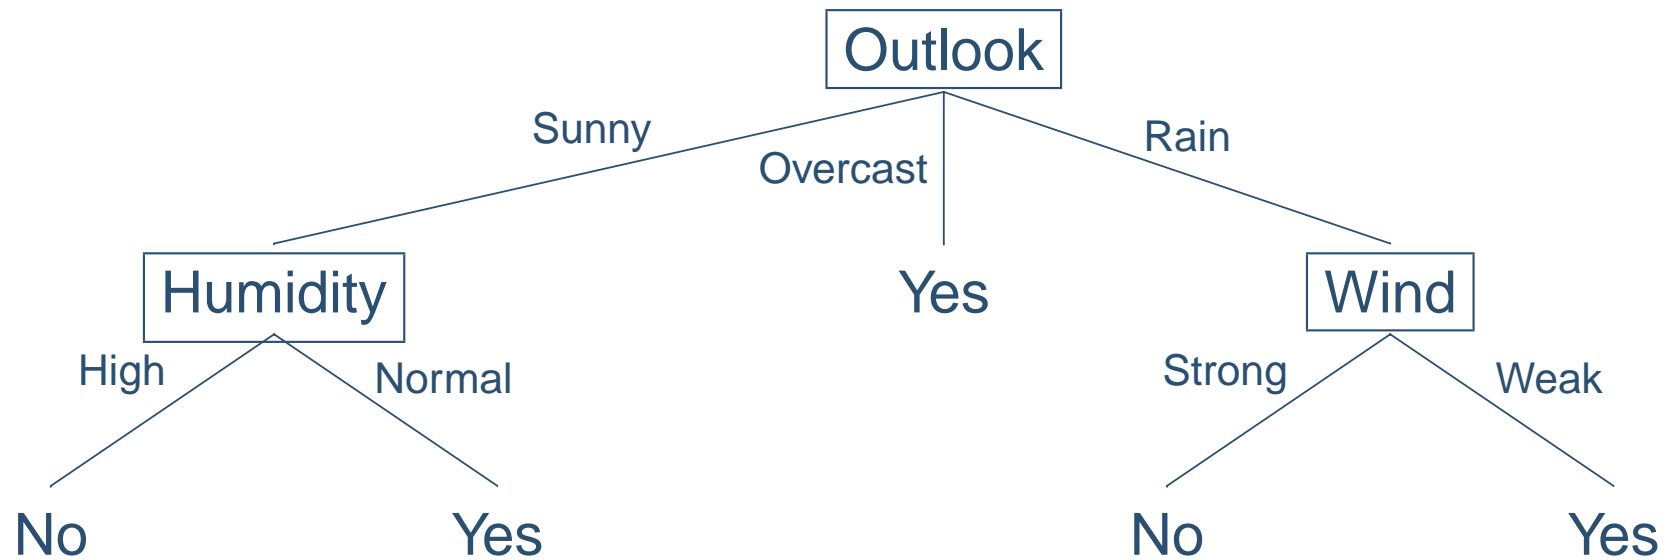 Outlook
Sunny
Overcast
Rain
Humidity
Yes
Wind
High
Normal
Strong
Weak
No
Yes
No
Yes